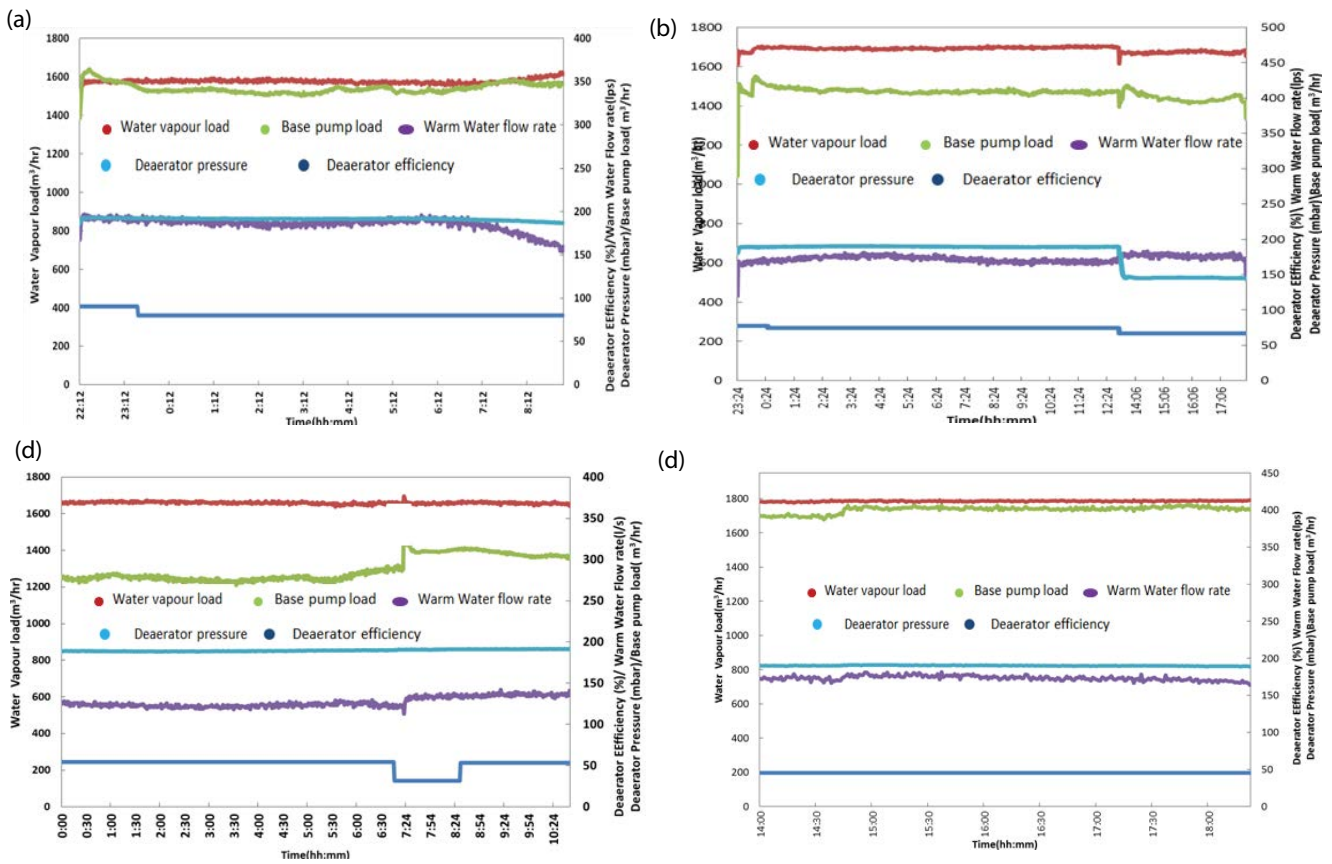 (a)
1800
1600
1400
1200
1000
800
600
400
200
0
Water Vapour load(m³/hr)
400
350
300
250
200
150
100
50
0
Deaerator EEfficiency (%)/Warm Water Flow rate(lps)
Deaerator Pressure (mbar)/Base pump load( m³/hr)
Water vapour load Base pump load Warm Water flow rate
Deaerator pressure Deaerator efficiency
22:12 23:12 0:12 1:12 2:12 3:12 4:12 5:12 6:12 7:12 8:12
Time(hh:mm)
(b)
1800
1600
1400
1200
1000
800
600
400
200
0
Water Vapour load(m³/hr)
500
450
400
350
300
250
200
150
100
50
0
Deaerator EEfficiency (%)\ Warm Water Flow rate(lps)
Deaerator Pressure (mbar)\Base pump load( m³/hr)
Water vapour load Base pump load Warm Water flow rate
Deaerator pressure Deaerator efficiency
23:24 0:24 1:24 2:24 3:24 4:24 5:24 6:24 7:24 8:24 9:24 10:24 11:24 12:24 14:06 15:06 16:06 17:06
Time(hh:mm)
(d)
1800
1600
1400
1200
1000
800
600
400
200
0
Water Vapour load(m³/hr)
400
350
300
250
200
150
100
50
0
Deaerator EEfficiency (%)/ Warm Water Flow rate(l/s)
Deaerator Pressure (mbar)/Base pump load( m³/hr)
Water vapour load Base pump load Warm Water flow rate
Deaerator pressure Deaerator efficiency
0:00 0:30 1:00 1:30 2:00 2:30 3:00 3:30 4:00 4:30 5:00 5:30 6:00 6:30 7:24 7:54 8:24 8:54 9:24 9:54 10:24
Time(hh:mm)
(d)
1800
1600
1400
1200
1000
800
600
400
200
0
Water Vapour load(m³/hr)
450
400
350
300
250
200
150
100
50
0
Deaerator EEfficiency (%)\ Warm Water Flow rate(lps)
Deaerator Pressure (mbar)\Base pump load( m³/hr)
Water vapour load Base pump load Warm Water flow rate
Deaerator pressure Deaerator efficiency
14:00 14:30 15:00 15:30 16:00 16:30 17:00 17:30 18:00
Time(hh:mm)